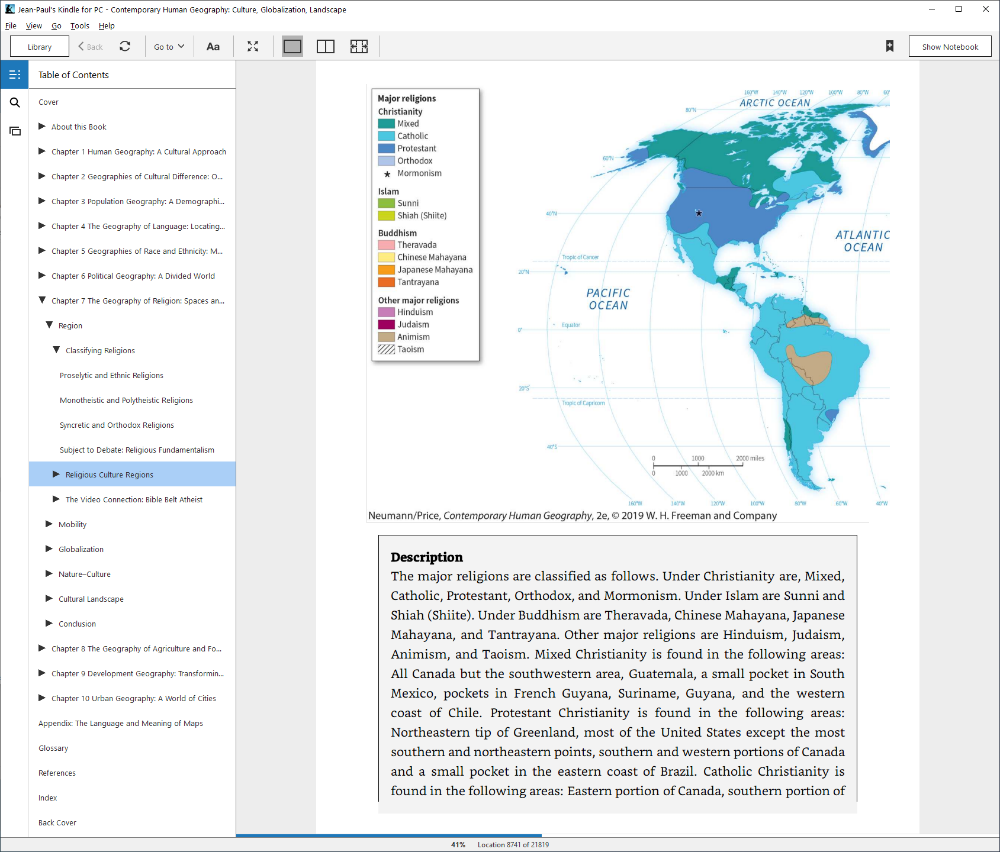 Jean-Paul's Kindle for PC - Contemporary Human Geography: Culture, Globalization, Landscape
File View Go Tools Help
Library
Back
Go to
Aa
Show Notebook
Table of Contents
Cover
About this Book
Chapter 1 Human Geography: A Cultural Approach
Chapter 2 Geographies of Cultural Difference: O...
Chapter 3 Population Geography: A Demographi...
Chapter 4 The Geography of Language: Locating...
Chapter 5 Geographies of Race and Ethnicity: M...
Chapter 6 Political Geography: A Divided World
Chapter 7 The Geography of Religion: Spaces an...
Region
Classifying Religions
Proselytic and Ethnic Religions
Monotheistic and Polytheistic Religions
Syncretic and Orthodox Religions
Subject to Debate: Religious Fundamentalism
Religious Culture Regions
The Video Connection: Bible Belt Atheist
Mobility
Globalization
Nature–Culture
Cultural Landscape
Conclusion
Chapter 8 The Geography of Agriculture and Fo...
Chapter 9 Development Geography: Transformin...
Chapter 10 Urban Geography: A World of Cities
Appendix: The Language and Meaning of Maps
Glossary
References
Index
Back Cover
Major religions
Christianity
Mixed
Catholic
Protestant
Orthodox
Mormonism
Islam
Sunni
Shiah (Shiite)
Buddhism
Theravada
Chinese Mahayana
Japanese Mahayana
Tantrayana
Other major religions
Hinduism
Judaism
Animism
Taoism
160°W 140°W 120°W 100°W 80°W 60°
ARCTIC OCEAN
80°N
60°N
40°N
ATLANTIC
OCEAN
Tropic of Cancer
20°N
PACIFIC
OCEAN
Equator
0°
20°S
Tropic of Capricorn
40°S
0 1000 2000 miles
0 1000 2000 km
160°W 140°W 120°W 100°W 80°W 60°W 40°W
Neumann/Price, Contemporary Human Geography, 2e, © 2019 W. H. Freeman and Company
Description
The major religions are classified as follows. Under Christianity are, Mixed,
Catholic, Protestant, Orthodox, and Mormonism. Under Islam are Sunni and
Shiah (Shiite). Under Buddhism are Theravada, Chinese Mahayana, Japanese
Mahayana, and Tantrayana. Other major religions are Hinduism, Judaism,
Animism, and Taoism. Mixed Christianity is found in the following areas:
All Canada but the southwestern area, Guatemala, a small pocket in South
Mexico, pockets in French Guyana, Suriname, Guyana, and the western
coast of Chile. Protestant Christianity is found in the following areas:
Northeastern tip of Greenland, most of the United States except the most
southern and northeastern points, southern and western portions of Canada
and a small pocket in the eastern coast of Brazil. Catholic Christianity is
found in the following areas: Eastern portion of Canada, southern portion of
41% Location 8741 of 21819